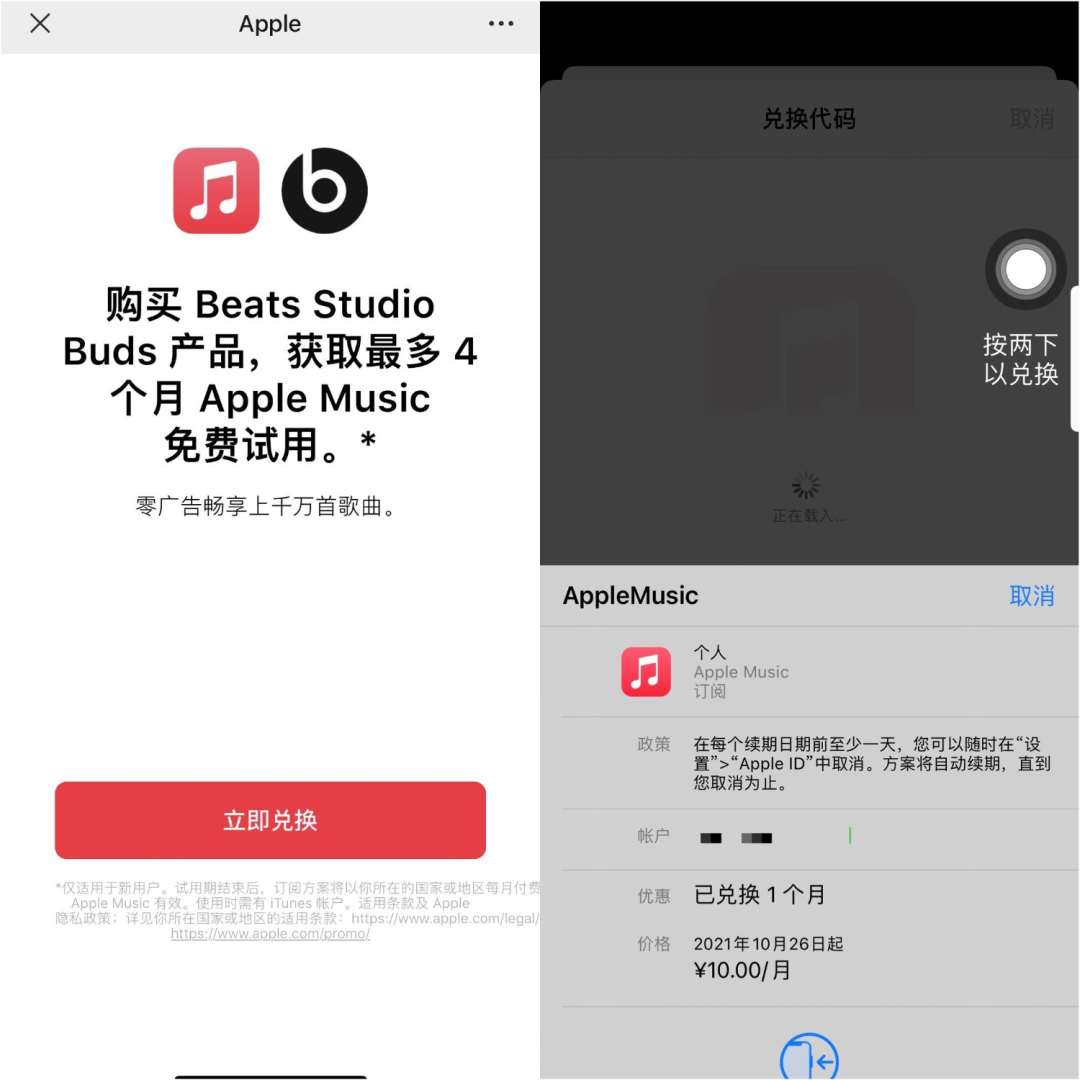 Apple
购买 Beats Studio
Buds 产品，获取最多 4
个月 Apple Music
免费试用。*
零广告畅享上千万首歌曲。
立即兑换
*仅适用于新用户。试用期结束后，订阅方案将以你所在的国家或地区每月付费
Apple Music 有效。使用时需有 iTunes 帐户。适用条款及 Apple
隐私政策；详见你所在国家或地区的适用条款：https://www.apple.com/legal/
https://www.apple.com/promo/
兑换代码
取消
按两下
以兑换
正在载入...
AppleMusic
取消
个人
Apple Music
订阅
政策
在每个续期日期前至少一天，您可以随时在“设
置”>“Apple ID”中取消。方案将自动续期，直到
您取消为止。
帐户
优惠
已兑换 1 个月
价格
2021年10月26日起
¥10.00/月